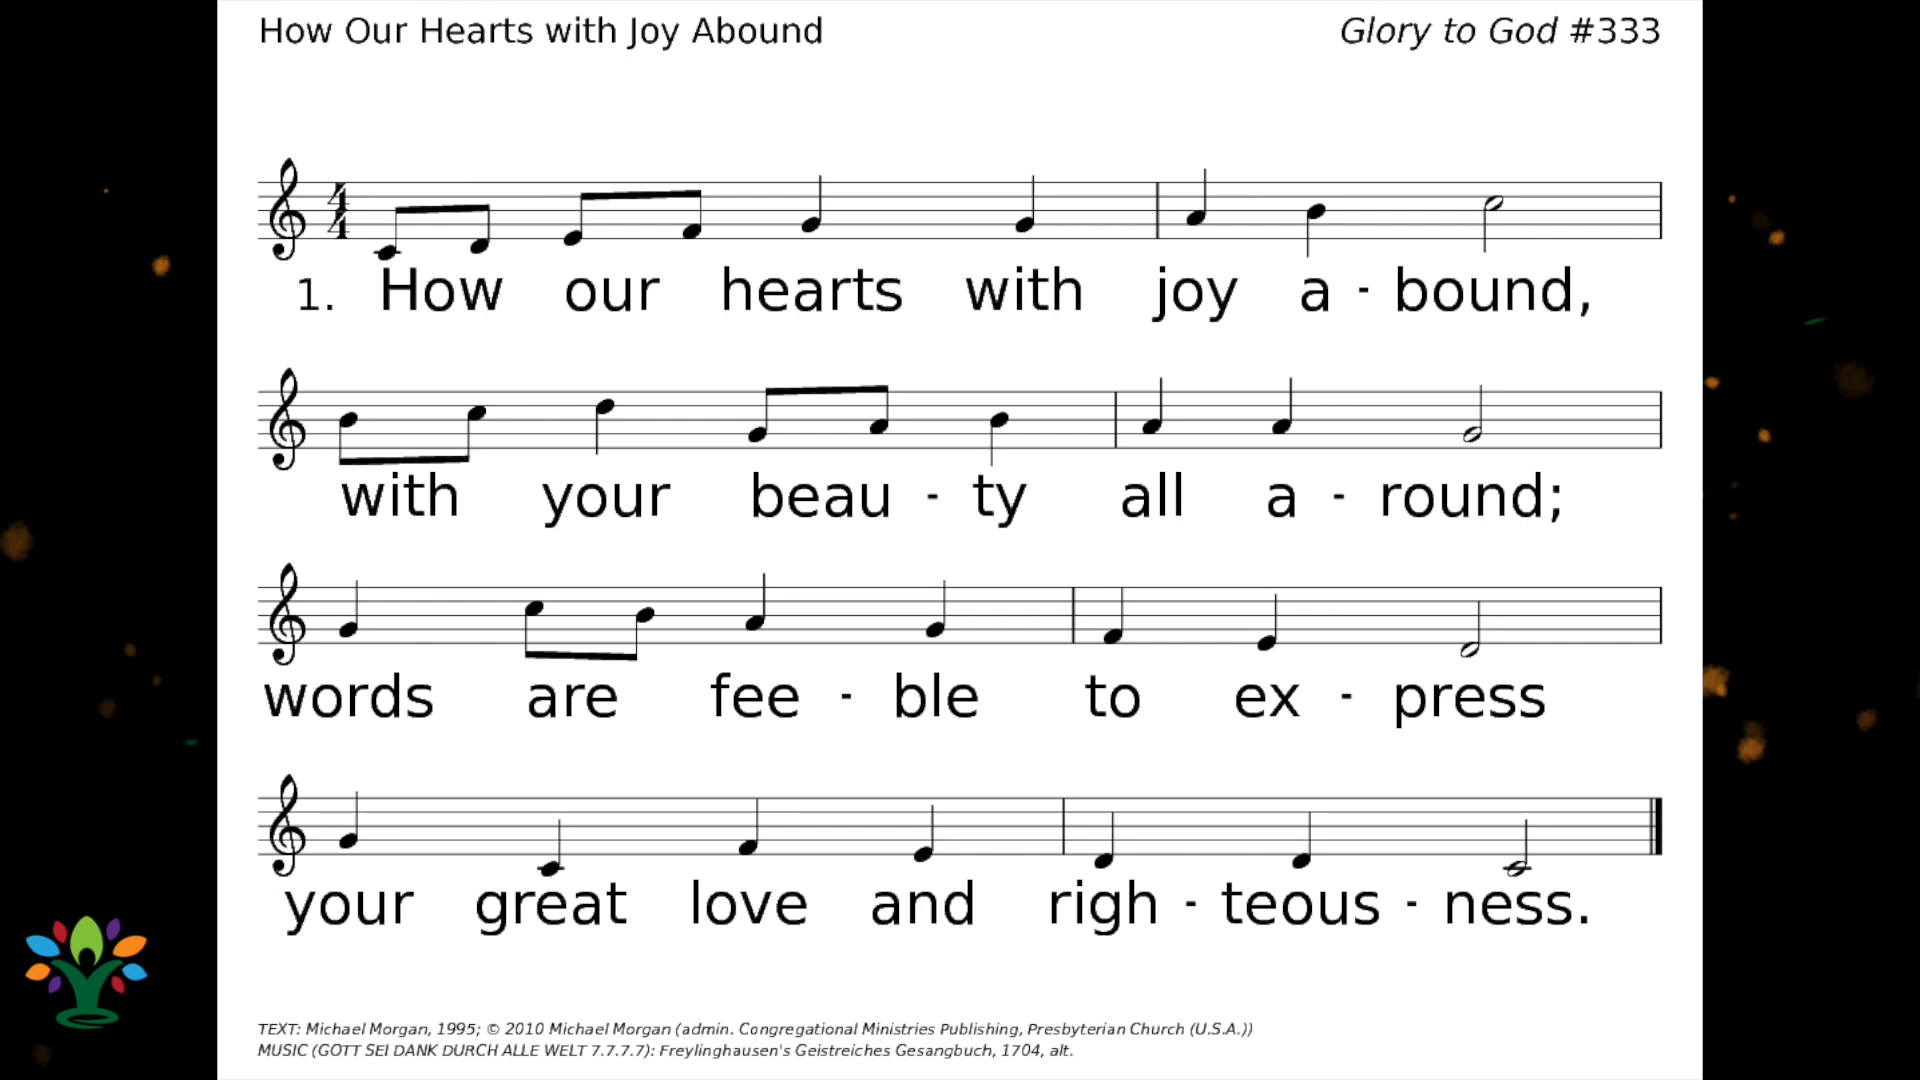 How Our Hearts with Joy Abound
Glory to God #333
1. How our hearts with joy a - bound,
with your beau - ty all a - round;
words are fee - ble to ex - press
your great love and righ - teous - ness.
TEXT: Michael Morgan, 1995; © 2010 Michael Morgan (admin. Congregational Ministries Publishing, Presbyterian Church (U.S.A.))
MUSIC (GOTT SEI DANK DURCH ALLE WELT 7.7.7.7): Freylinghausen's Geistreiches Gesangbuch, 1704, alt.